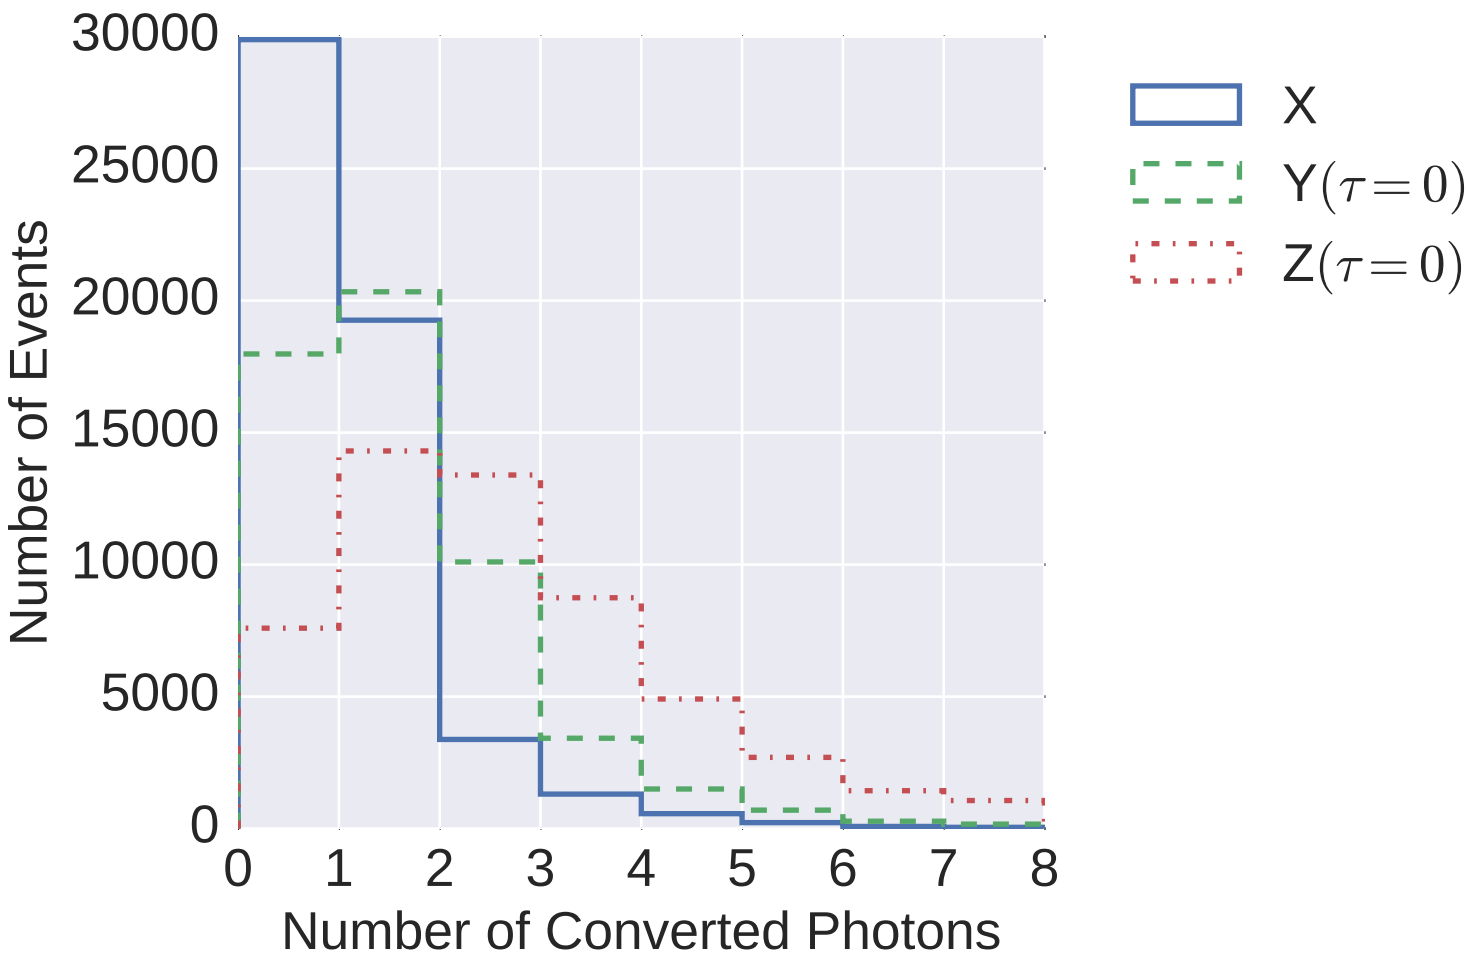 30000
25000
20000
15000
10000
5000
0
Number of Events
0 1 2 3 4 5 6 7 8
Number of Converted Photons
X
Y(τ = 0)
Z(τ = 0)